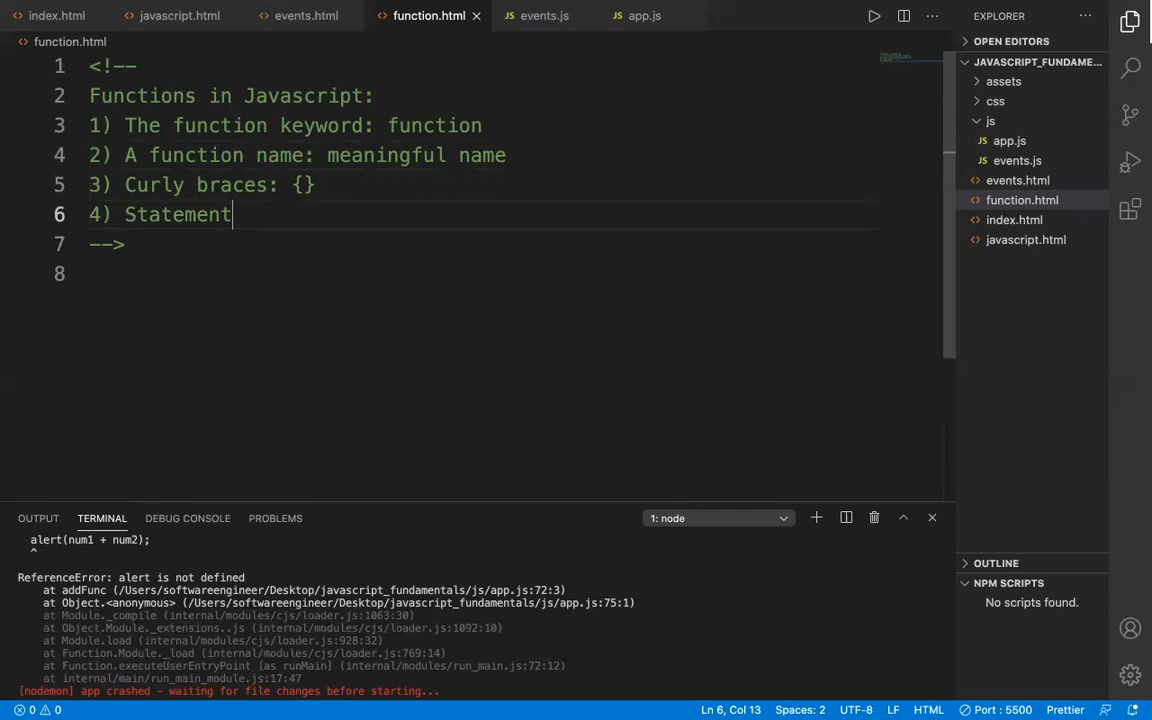 index.html
javascript.html
events.html
function.html
events.js
app.js
EXPLORER
function.html
OPEN EDITORS
JAVASCRIPT_FUNDAME...
assets
css
js
app.js
events.js
events.html
function.html
index.html
javascript.html
1 <!--
2 Functions in Javascript:
3 1) The function keyword: function
4 2) A function name: meaningful name
5 3) Curly braces: {}
6 4) Statement
7 -->
8
OUTPUT TERMINAL DEBUG CONSOLE PROBLEMS
1: node
alert(num1 + num2);
^
ReferenceError: alert is not defined
at addFunc (/Users/softwareengineer/Desktop/javascript_fundamentals/js/app.js:72:3)
at Object.<anonymous> (/Users/softwareengineer/Desktop/javascript_fundamentals/js/app.js:75:1)
at Module._compile (internal/modules/cjs/loader.js:1063:30)
at Object.Module._extensions..js (internal/modules/cjs/loader.js:1092:10)
at Module.load (internal/modules/cjs/loader.js:928:32)
at Function.Module._load (internal/modules/cjs/loader.js:769:14)
at Function.executeUserEntryPoint [as runMain] (internal/modules/run_main.js:72:12)
at internal/main/run_main_module.js:17:47
[nodemon] app crashed - waiting for file changes before starting...
OUTLINE
NPM SCRIPTS
No scripts found.
0 0
Ln 6, Col 13 Spaces: 2 UTF-8 LF HTML Port : 5500 Prettier